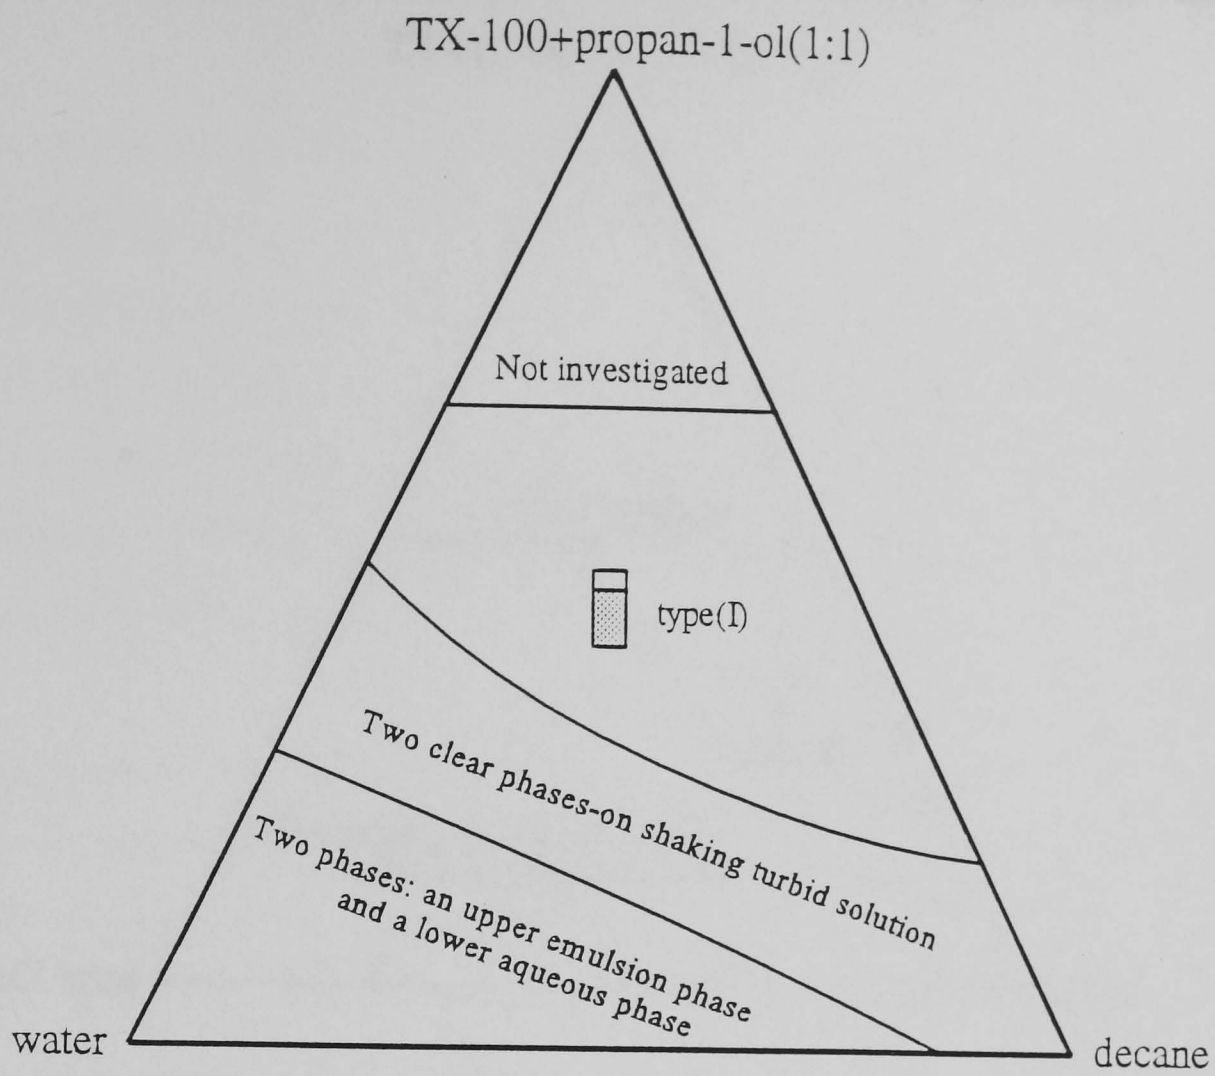 TX-100+propan-1-ol(1:1)
Not investigated
type(I)
Two clear phases-on shaking turbid solution
Two phases: an upper emulsion phase
and a lower aqueous phase
water
decane